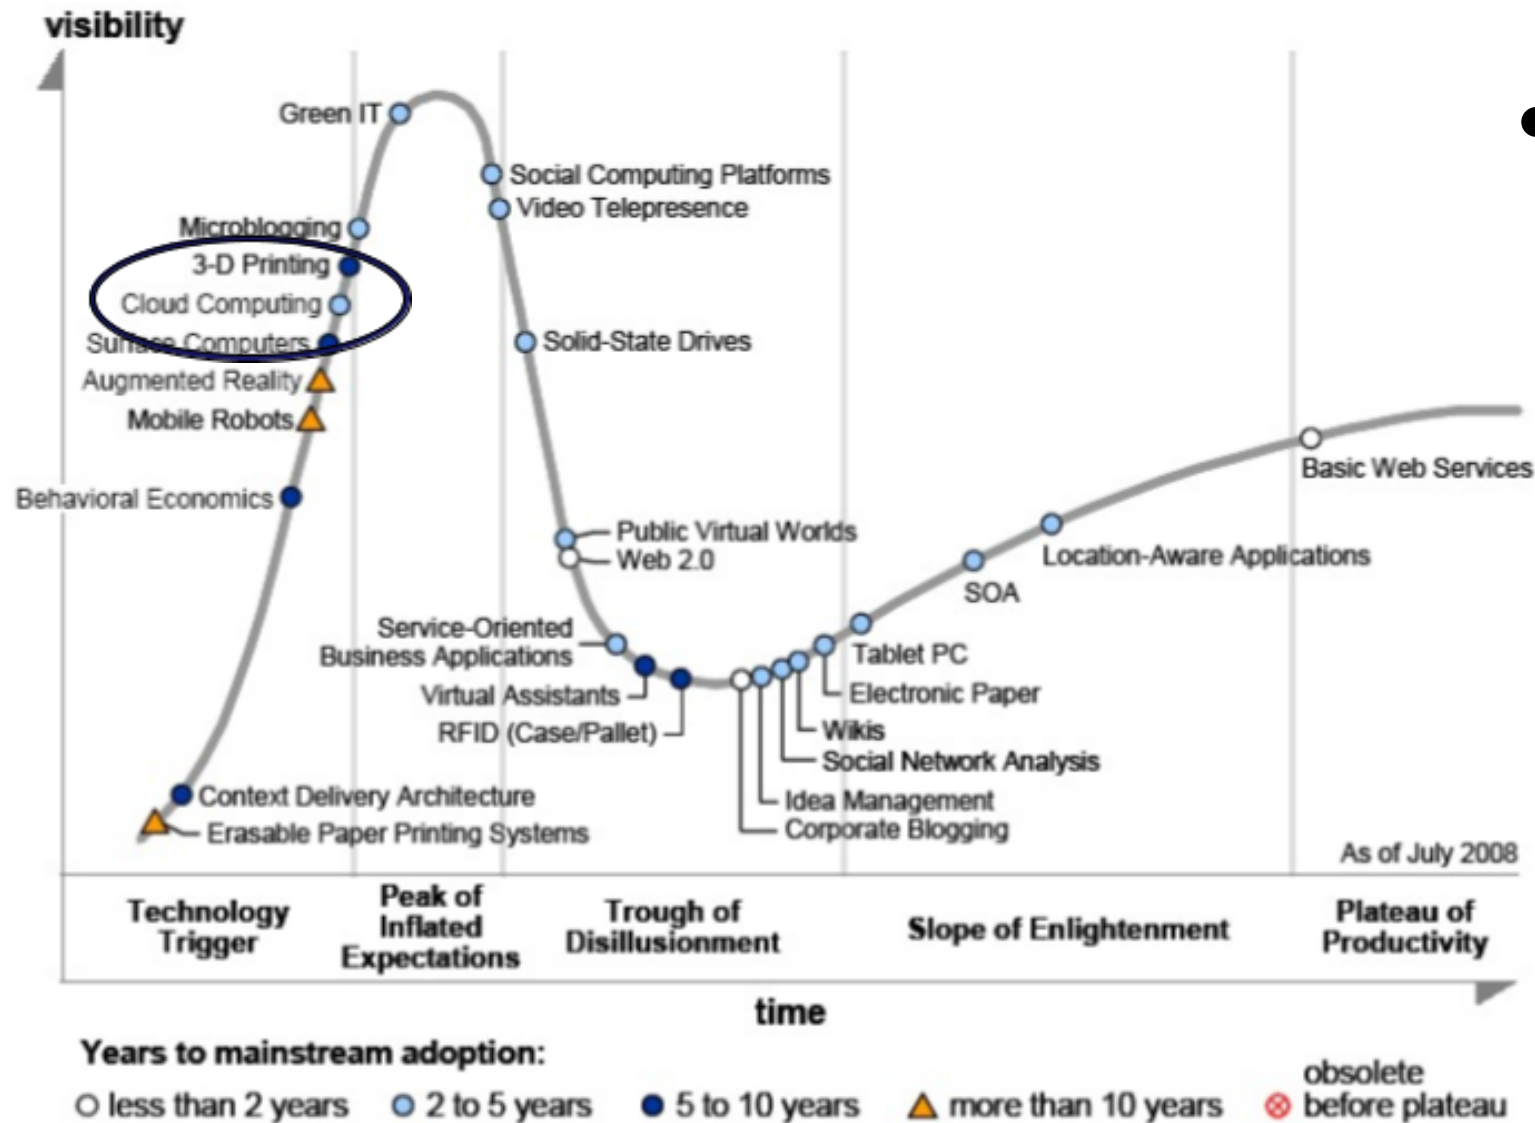 visibility
Green IT
Social Computing Platforms
Video Telepresence
Microblogging
3-D Printing
Cloud Computing
Surface Computers
Solid-State Drives
Augmented Reality
Mobile Robots
Basic Web Services
Behavioral Economics
Public Virtual Worlds
Web 2.0
Location-Aware Applications
SOA
Service-Oriented
Business Applications
Tablet PC
Virtual Assistants
Electronic Paper
RFID (Case/Pallet)
Wikis
Social Network Analysis
Context Delivery Architecture
Idea Management
Erasable Paper Printing Systems
Corporate Blogging
As of July 2008
Technology
Trigger
Peak of
Inflated
Expectations
Trough of
Disillusionment
Slope of Enlightenment
Plateau of
Productivity
time
Years to mainstream adoption:
less than 2 years
2 to 5 years
5 to 10 years
more than 10 years
obsolete
before plateau